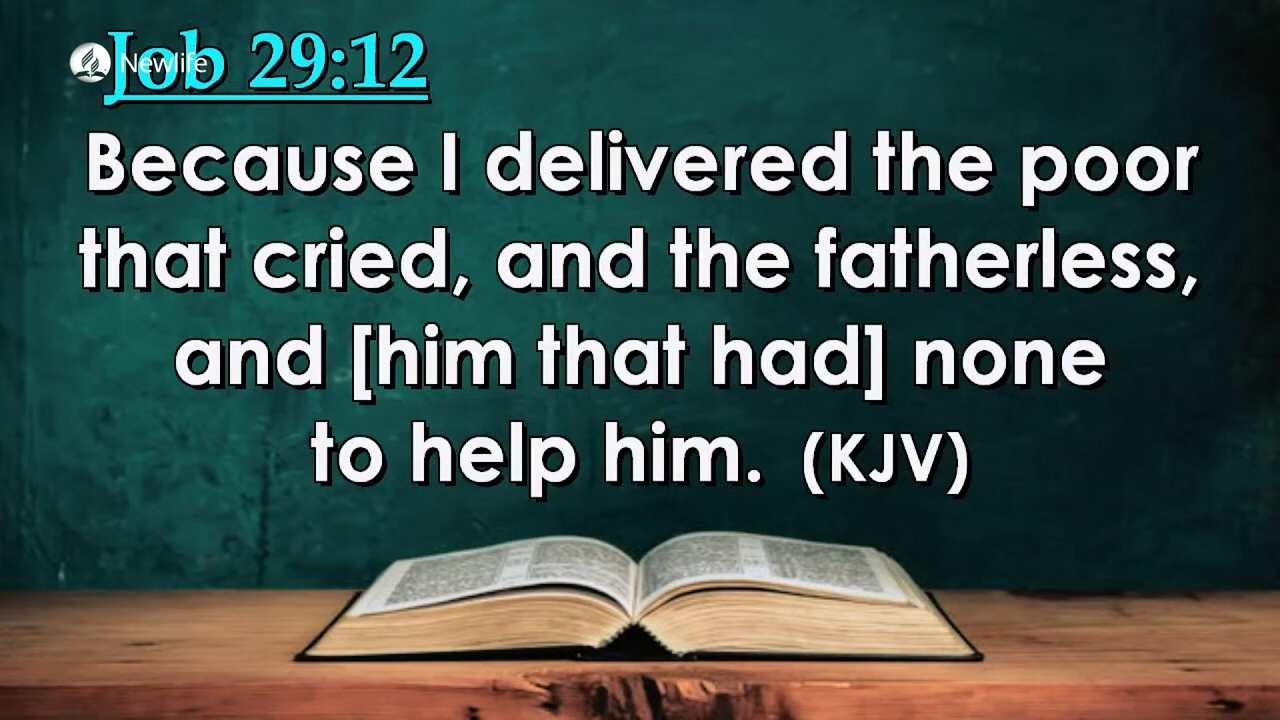 Job 29:12
Newlife
Because I delivered the poor
that cried, and the fatherless,
and [him that had] none
to help him. (KJV)